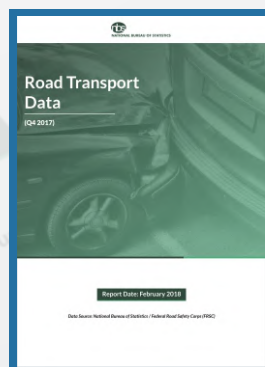 NATIONAL BUREAU OF STATISTICS
Road Transport
Data
(Q4 2017)
Report Date: February 2018
Data Source: National Bureau of Statistics / Federal Road Safety Corps (FRSC)